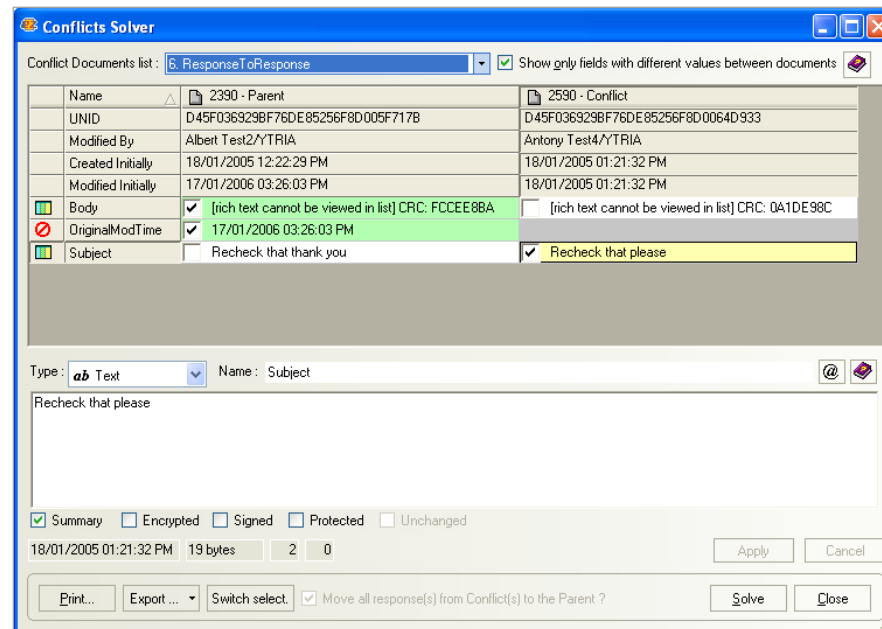 Conflicts Solver
Conflict Documents list : 6. ResponseToResponse Show only fields with different values between documents
Name 2390 - Parent 2590 - Conflict
UNID D45F036929BF76DE85256F8D005F717B D45F036929BF76DE85256F8D0064D933
Modified By Albert Test2/YTRIA Antony Test4/YTRIA
Created Initially 18/01/2005 12:22:29 PM 18/01/2005 01:21:32 PM
Modified Initially 17/01/2006 03:26:03 PM 18/01/2005 01:21:32 PM
Body [rich text cannot be viewed in list] CRC: FCCEE8BA [rich text cannot be viewed in list] CRC: 0A1DE98C
OriginalModTime 17/01/2006 03:26:03 PM
Subject Recheck that thank you Recheck that please
Type : ab Text Name : Subject @
Recheck that please
Summary Encrypted Signed Protected Unchanged
18/01/2005 01:21:32 PM 19 bytes 2 0 Apply Cancel
Print... Export ... Switch select. Move all response(s) from Conflict(s) to the Parent ? Solve Close